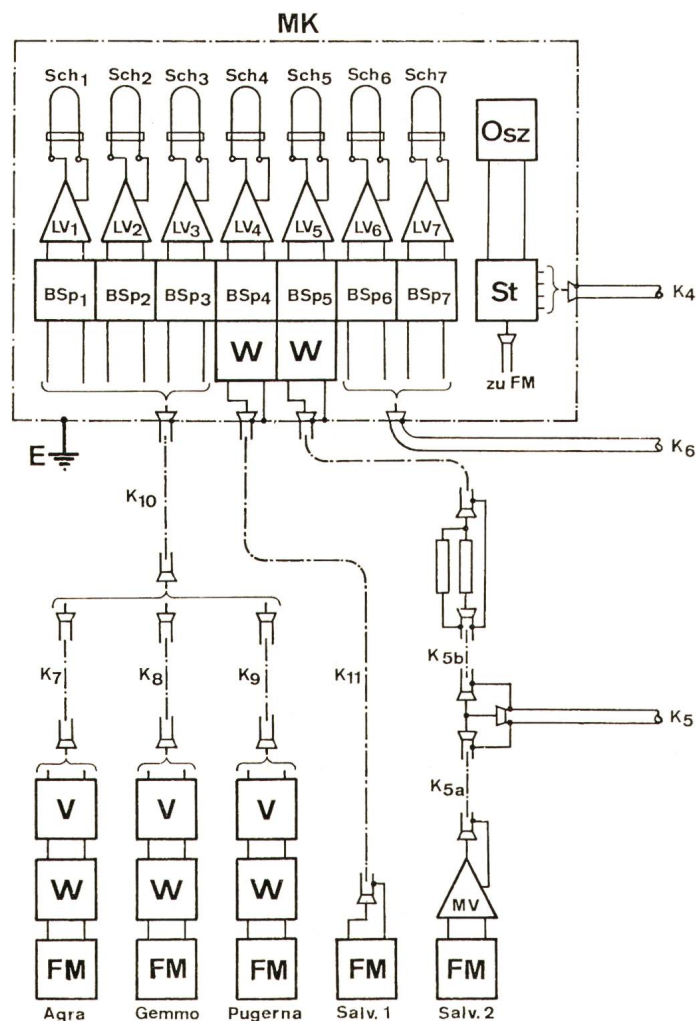 MK
Sch1 Sch2 Sch3 Sch4 Sch5 Sch6 Sch7
Osz
LV1 LV2 LV3 LV4 LV5 LV6 LV7
BSp1 BSp2 BSp3 BSp4 BSp5 BSp6 BSp7 St K4
W W
zu FM
E K6
K10
K5b
K7 K8 K9 K11
K5
K5a
V V V
W W W MV
FM FM FM FM FM
Agra Gemmo Pugerna Salv. 1 Salv. 2